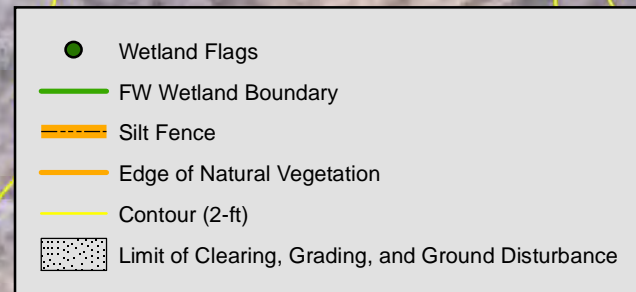 Wetland Flags
FW Wetland Boundary
Silt Fence
Edge of Natural Vegetation
Contour (2-ft)
Limit of Clearing, Grading, and Ground Disturbance